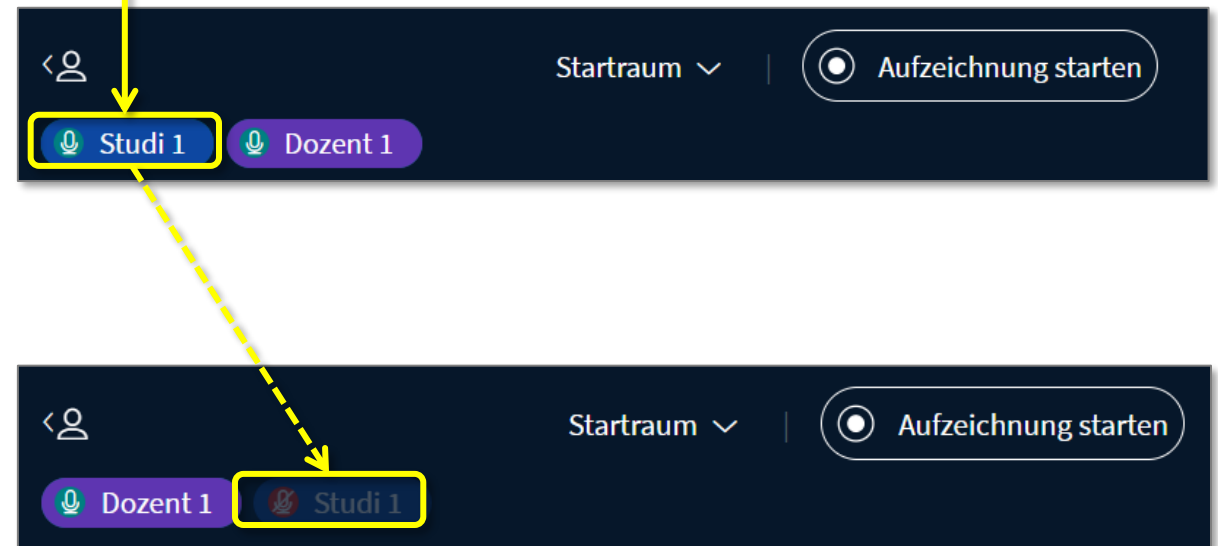 Startraum
Aufzeichnung starten
Studi 1
Dozent 1
Startraum
Aufzeichnung starten
Dozent 1
Studi 1